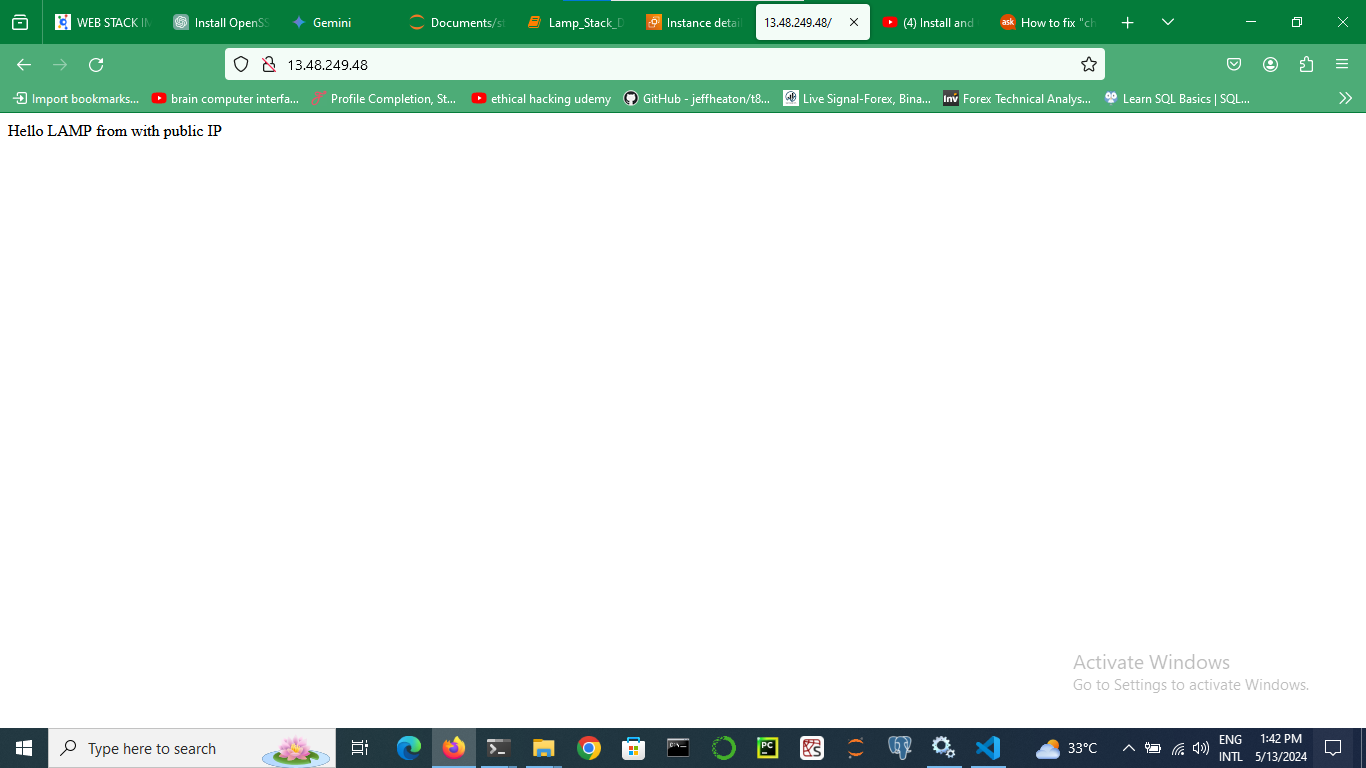 WEB STACK IM
Install OpenSS
Gemini
Documents/st
Lamp_Stack_D
Instance detail
13.48.249.48/
(4) Install and
How to fix "ch
13.48.249.48
Import bookmarks...
brain computer interfa...
Profile Completion, St...
ethical hacking udemy
GitHub - jeffheaton/t8...
Live Signal-Forex, Bina...
Forex Technical Analys...
Learn SQL Basics | SQL...
Hello LAMP from with public IP
Activate Windows
Go to Settings to activate Windows.
Type here to search
33°C
ENG
INTL
1:42 PM
5/13/2024